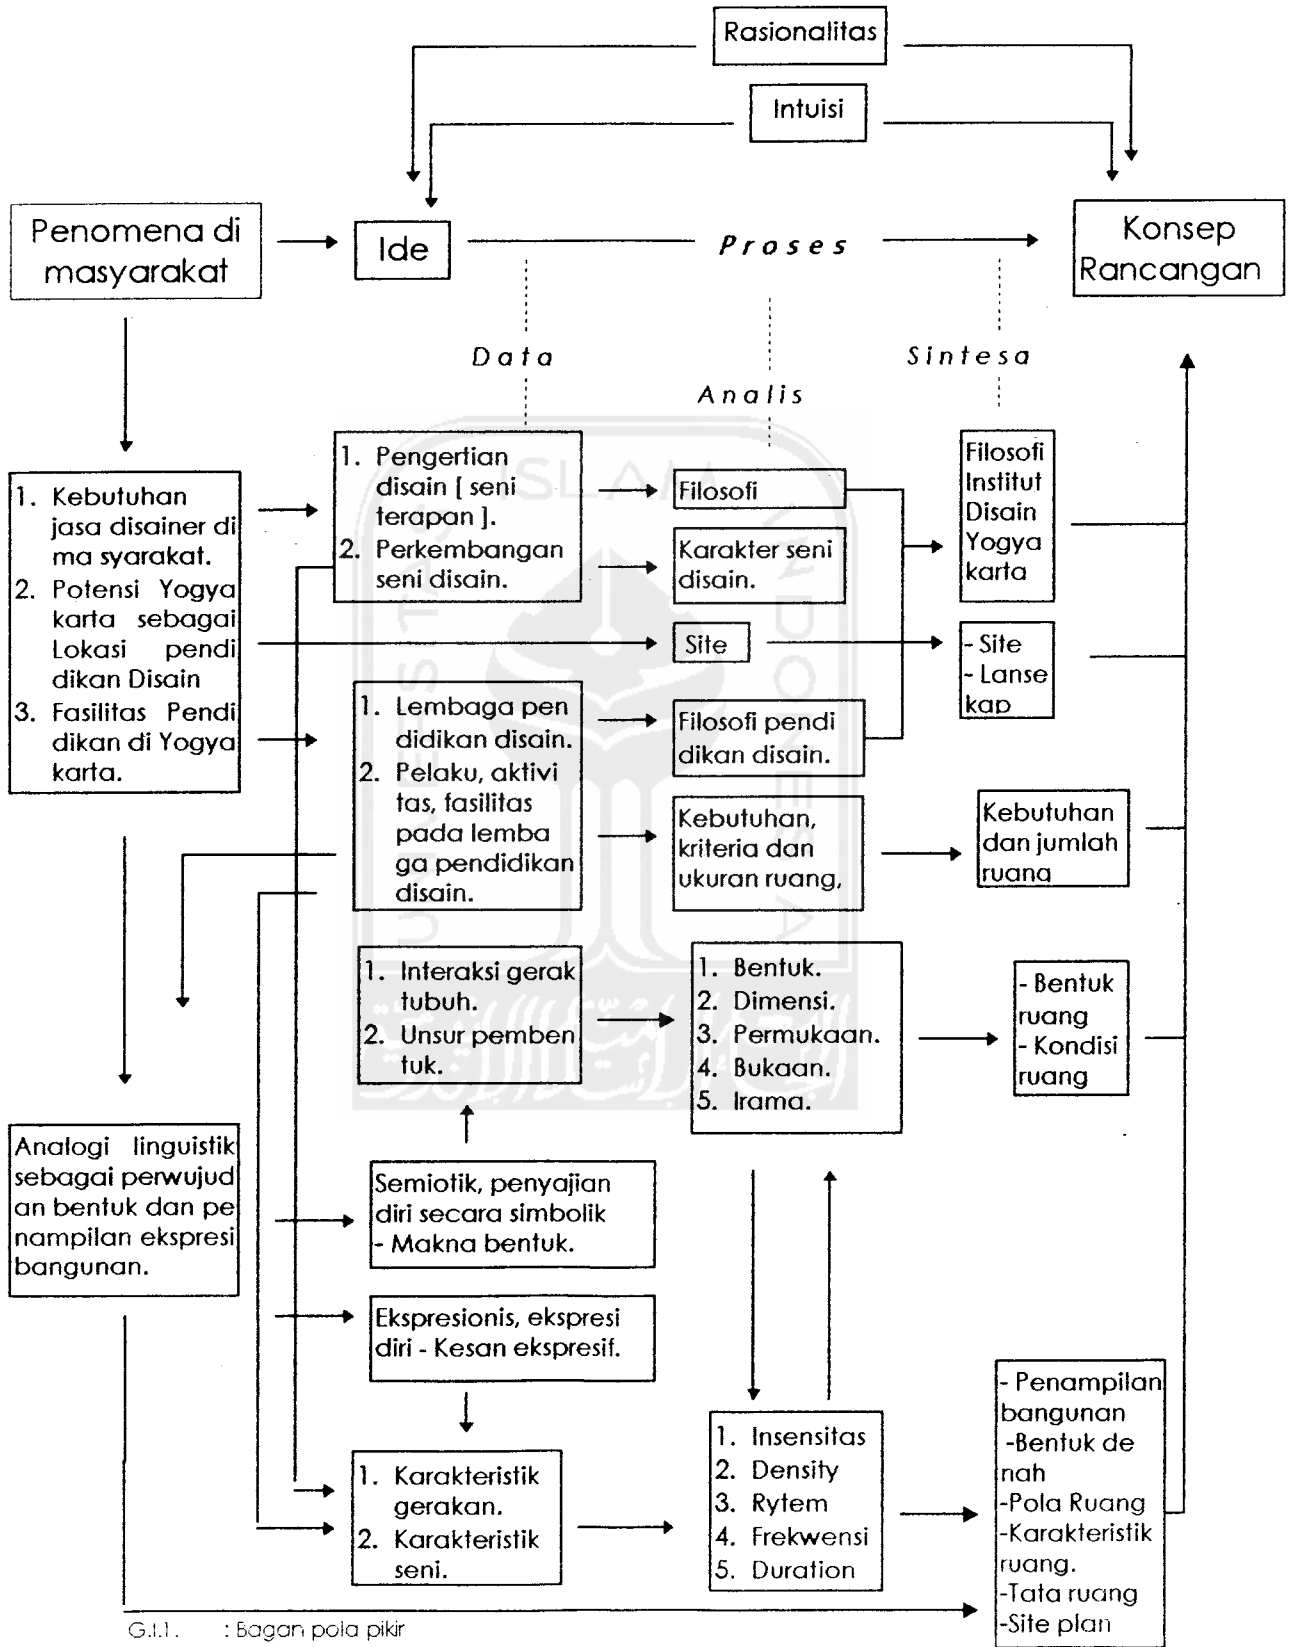 Rasionalitas
Intuisi
Penomena di
masyarakat
Ide
Proses
Konsep
Rancangan
Data
Analis
Sintesa
1. Kebutuhan
jasa disainer di
ma syarakat.
2. Potensi Yogya
karta sebagai
Lokasi pendi
dikan Disain
3. Fasilitas Pendi
dikan di Yogya
karta.
1. Pengertian
disain [ seni
terapan ].
2. Perkembangan
seni disain.
Filosofi
Karakter seni
disain.
Filosofi
Institut
Disain
Yogya
karta
Site
- Site
- Lanse
kap
1. Lembaga pen
didikan disain.
2. Pelaku, aktivi
tas, fasilitas
pada lemba
ga pendidikan
disain.
Filosofi pendi
dikan disain.
Kebutuhan,
kriteria dan
ukuran ruang,
Kebutuhan
dan jumlah
ruang
1. Interaksi gerak
tubuh.
2. Unsur pemben
tuk.
1. Bentuk.
2. Dimensi.
3. Permukaan.
4. Bukaan.
5. Irama.
- Bentuk
ruang
- Kondisi
ruang
Analogi linguistik
sebagai perwujud
an bentuk dan pe
nampilan ekspresi
bangunan.
Semiotik, penyajian
diri secara simbolik
- Makna bentuk.
Ekspresionis, ekspresi
diri - Kesan ekspresif.
1. Karakteristik
gerakan.
2. Karakteristik
seni.
1. Insensitas
2. Density
3. Rytem
4. Frekwensi
5. Duration
- Penampilan
bangunan
-Bentuk de
nah
-Pola Ruang
-Karakteristik
ruang.
-Tata ruang
-Site plan
G.I.1. : Bagan pola pikir
UNIVERSITAS
ISLAM
INDONESIA